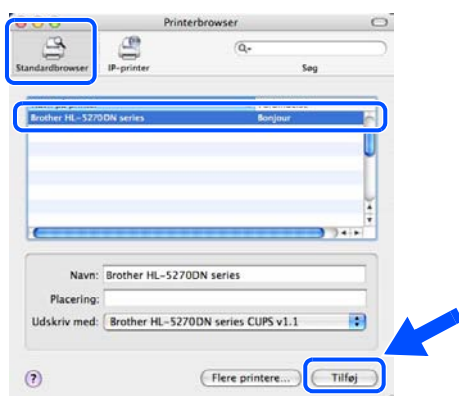 Printerbrowser
Standardbrowser IP-printer Søg
Brother HL-5270DN series Bonjour
Navn: Brother HL-5270DN series
Placering:
Udskriv med: Brother HL-5270DN series CUPS v1.1
? Flere printere... Tilføj